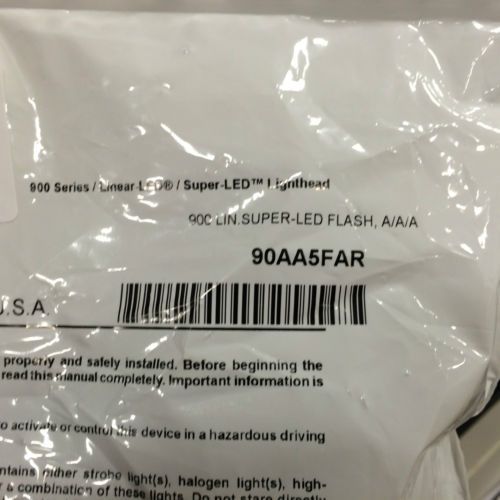 900 Series / Linear-LED® / Super-LED™ Lighthead
900 LIN.SUPER-LED FLASH, A/A/A
90AA5FAR
U.S.A.
properly and safely installed. Before beginning the
read this manual completely. Important information is
to activate or control this device in a hazardous driving
ntains either strobe light(s), halogen light(s), high-
r a combination of these lights. Do not stare directly